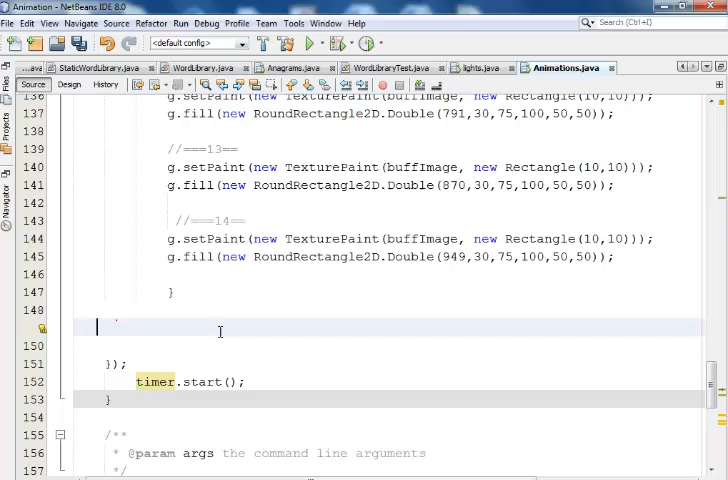 Animation - NetBeans IDE 8.0
File Edit View Navigate Source Refactor Run Debug Profile Team Tools Window Help
Search (Ctrl+I)
<default config>
...ava StaticWordLibrary.java WordLibrary.java Anagrams.java WordLibraryTest.java lights.java Animations.java
Source Design History
Files
Projects
Navigator
136 g.setPaint(new TexturePaint(buffImage, new Rectangle(10,10)));
137 g.fill(new RoundRectangle2D.Double(791,30,75,100,50,50));
138
139 //===13==
140 g.setPaint(new TexturePaint(buffImage, new Rectangle(10,10)));
141 g.fill(new RoundRectangle2D.Double(870,30,75,100,50,50));
142
143 //===14==
144 g.setPaint(new TexturePaint(buffImage, new Rectangle(10,10)));
145 g.fill(new RoundRectangle2D.Double(949,30,75,100,50,50));
146
147 }
148
150
151 });
152 timer.start();
153 }
154
155 /**
156 * @param args the command line arguments
157 */